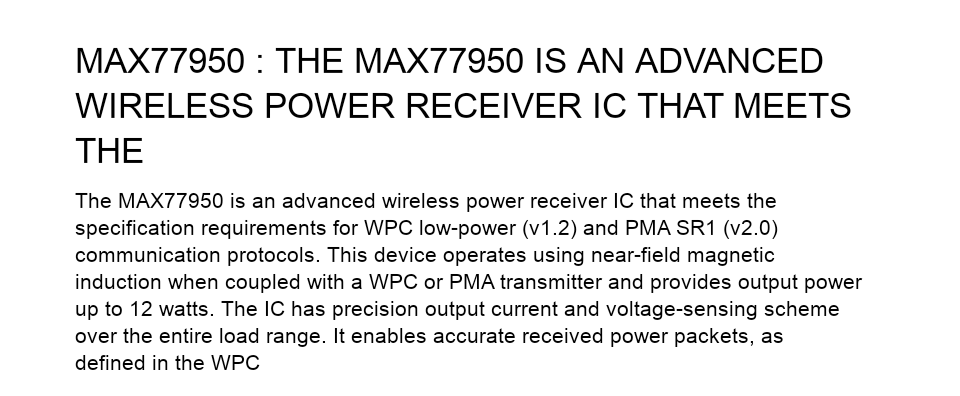 MAX77950 : THE MAX77950 IS AN ADVANCED
WIRELESS POWER RECEIVER IC THAT MEETS
THE
The MAX77950 is an advanced wireless power receiver IC that meets the
specification requirements for WPC low-power (v1.2) and PMA SR1 (v2.0)
communication protocols. This device operates using near-field magnetic
induction when coupled with a WPC or PMA transmitter and provides output power
up to 12 watts. The IC has precision output current and voltage-sensing scheme
over the entire load range. It enables accurate received power packets, as
defined in the WPC